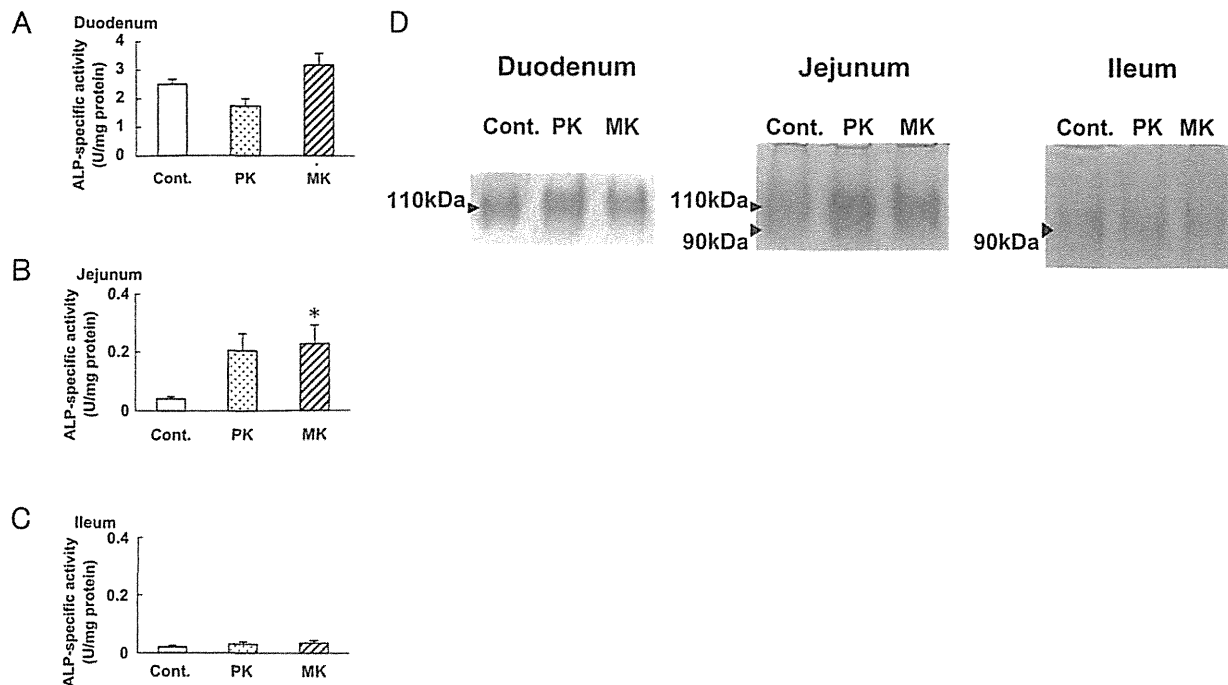 A
Duodenum
ALP-specific activity
(U/mg protein)
4
3
2
1
0
Cont. PK MK
B
Jejunum
ALP-specific activity
(U/mg protein)
0.4
0.2
0
*
Cont. PK MK
C
Ileum
ALP-specific activity
(U/mg protein)
0.4
0.2
0
Cont. PK MK
D
Duodenum
Cont. PK MK
110kDa
Jejunum
Cont. PK MK
110kDa
90kDa
Ileum
Cont. PK MK
90kDa